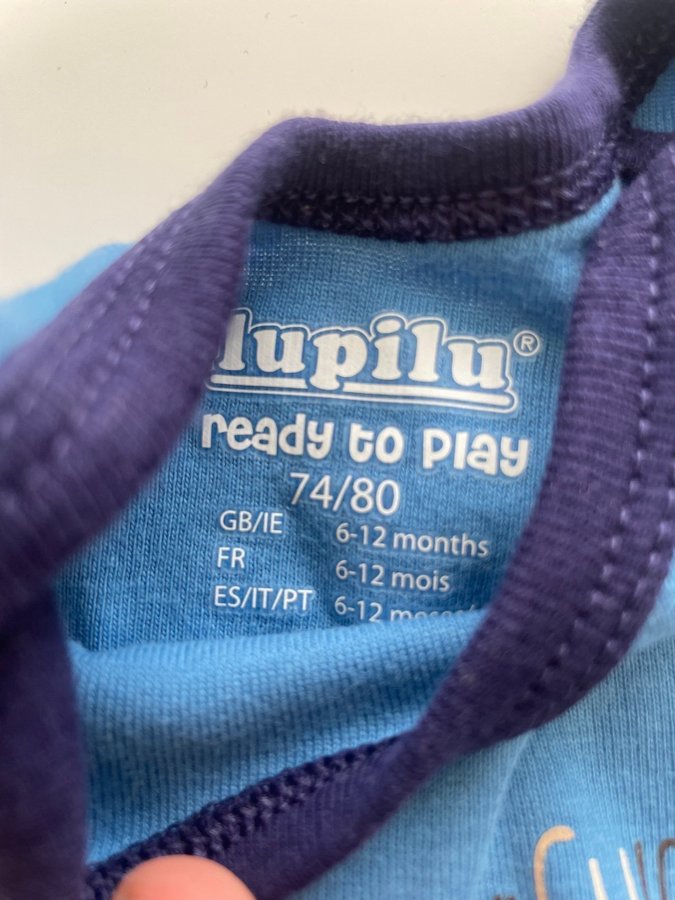 lupilu®
ready to play
74/80
GB/IE 6-12 months
FR 6-12 mois
ES/IT/PT 6-12